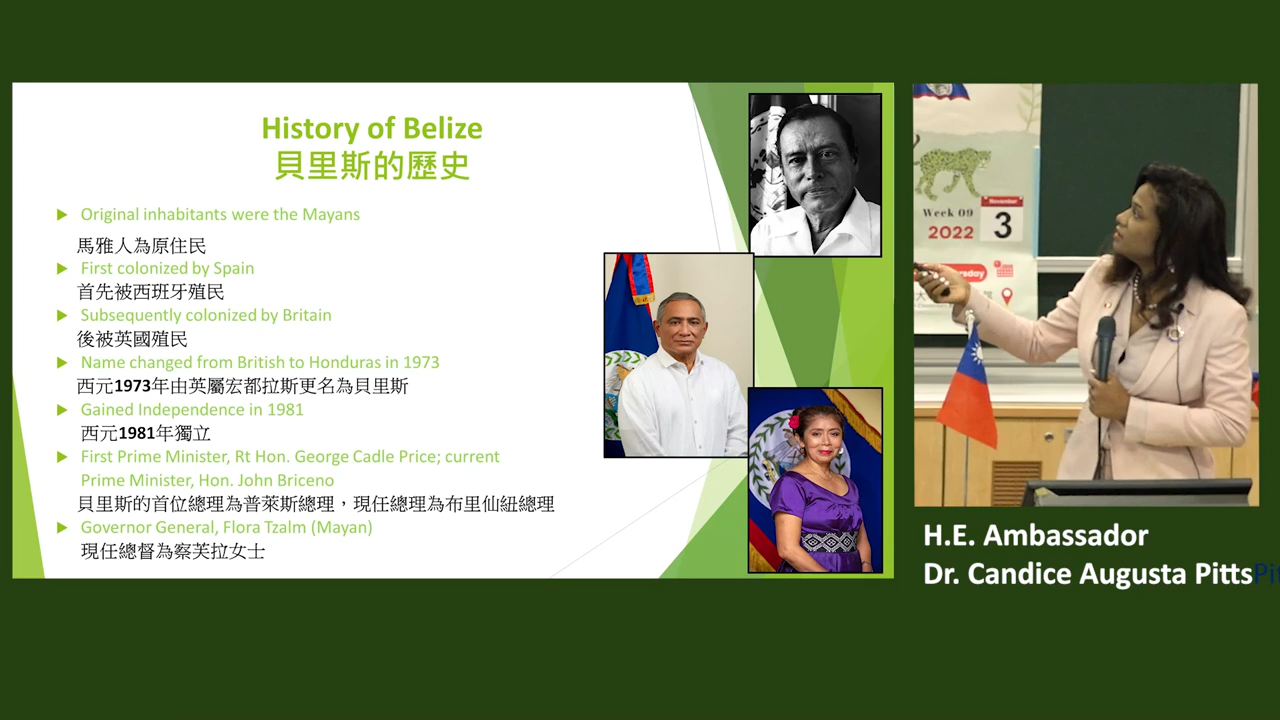 History of Belize
貝里斯的歷史
Original inhabitants were the Mayans
馬雅人為原住民
First colonized by Spain
首先被西班牙殖民
Subsequently colonized by Britain
後被英國殖民
Name changed from British to Honduras in 1973
西元1973年由英屬宏都拉斯更名為貝里斯
Gained Independence in 1981
西元1981年獨立
First Prime Minister, Rt Hon. George Cadle Price; current
Prime Minister, Hon. John Briceno
貝里斯的首位總理為普萊斯總理，現任總理為布里仙紐總理
Governor General, Flora Tzalm (Mayan)
現任總督為察芙拉女士
Week 09
2022
November
3
H.E. Ambassador
Dr. Candice Augusta Pitts